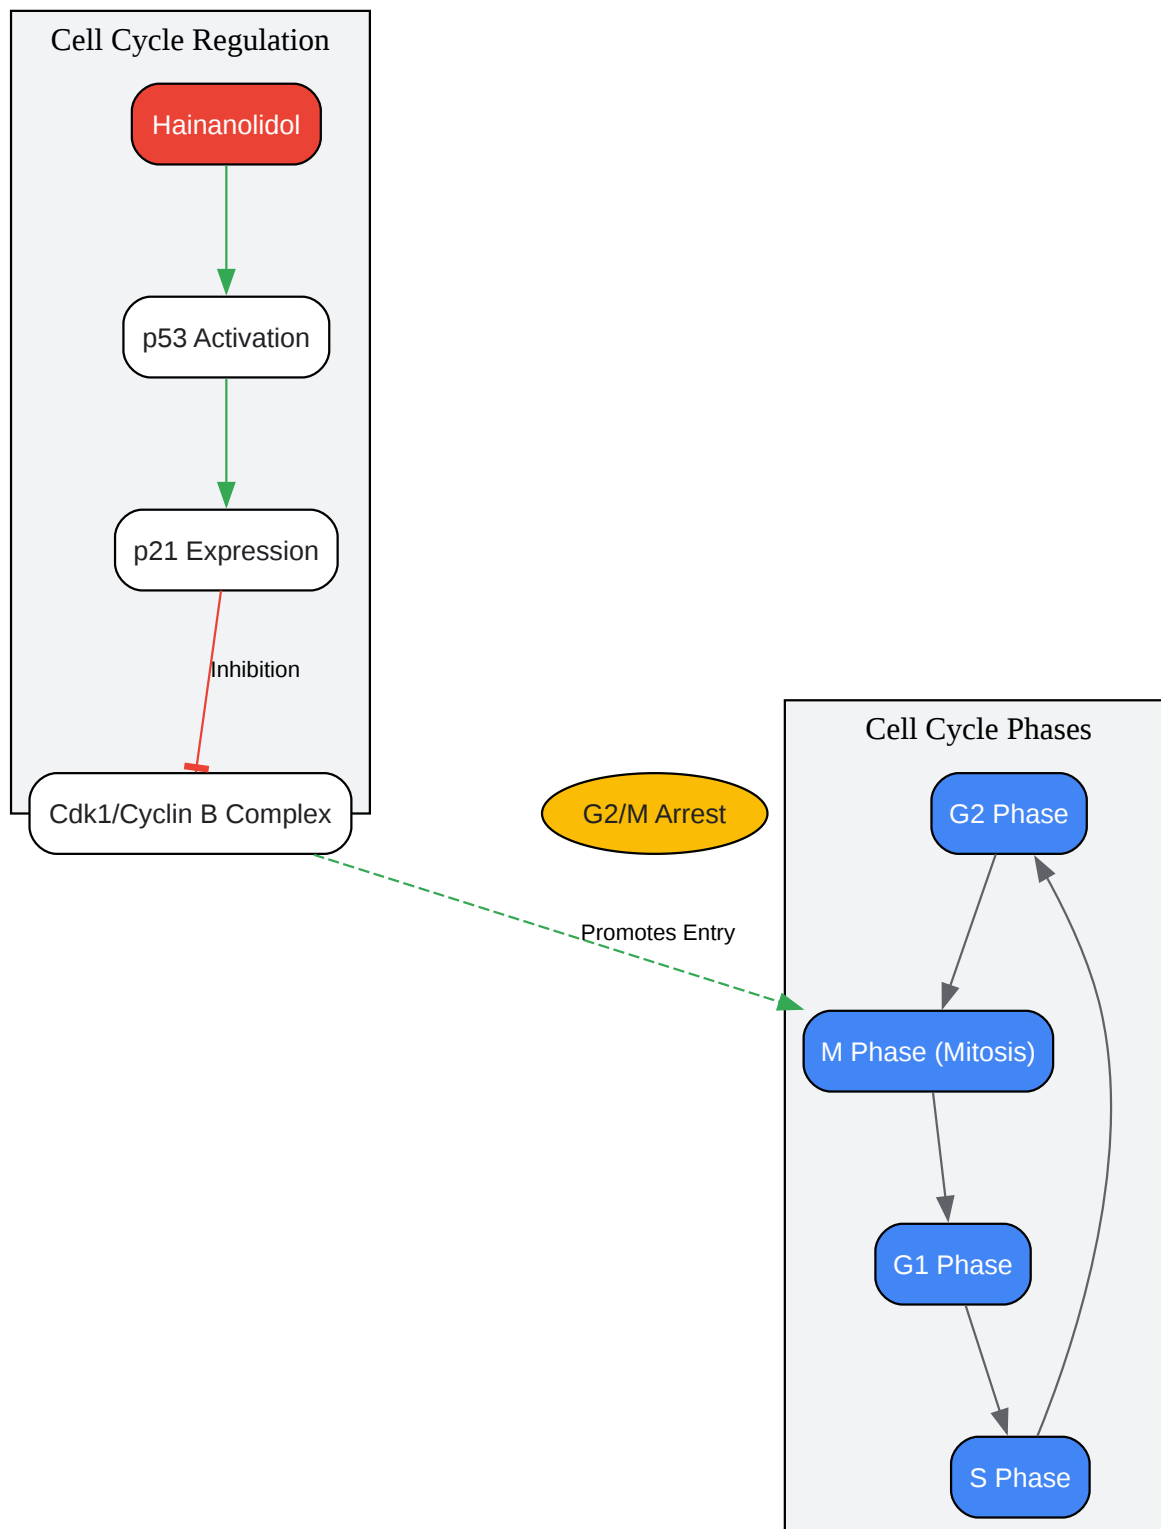 Cell Cycle Regulation
Hainanolidol
p53 Activation
p21 Expression
Inhibition
Cdk1/Cyclin B Complex
G2/M Arrest
Promotes Entry
Cell Cycle Phases
G2 Phase
M Phase (Mitosis)
G1 Phase
S Phase